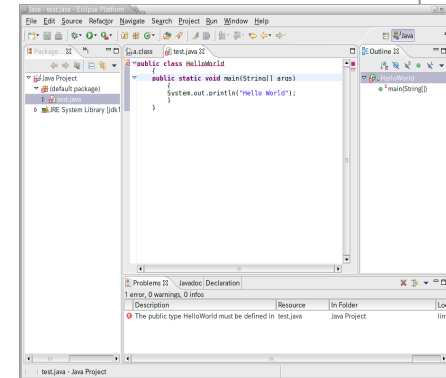 Java - test.java - Eclipse Platform
File Edit Source Refactor Navigate Search Project Run Window Help
Java
Package
a.class
test.java
Outline
Java Project
(default package)
test.java
JRE System Library [jdk1
public class HelloWorld
{
public static void main(String[] args)
{
System.out.println("Hello World");
}
}
HelloWorld
main(String[])
Problems Javadoc Declaration
1 error, 0 warnings, 0 infos
Description Resource In Folder Loc
The public type HelloWorld must be defined in test.java Java Project lin
test.java - Java Project